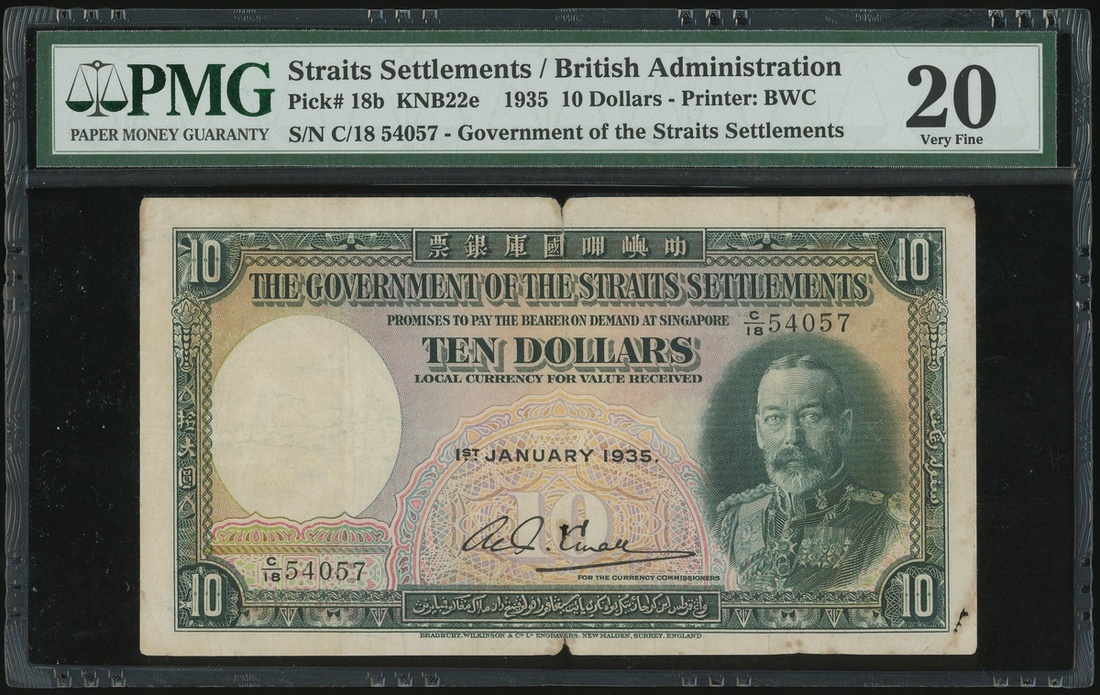 PMG
PAPER MONEY GUARANTY
Straits Settlements / British Administration
Pick# 18b KNB22e 1935 10 Dollars - Printer: BWC
S/N C/18 54057 - Government of the Straits Settlements
20
Very Fine
票銀庫國
10
10
THE GOVERNMENT OF THE STRAITS SETTLEMENTS
PROMISES TO PAY THE BEARER ON DEMAND AT SINGAPORE
C/18 54057
TEN DOLLARS
LOCAL CURRENCY FOR VALUE RECEIVED
拾大圓
1ST JANUARY 1935.
10
C/18 54057
FOR THE CURRENCY COMMISSIONERS
10
10
BRADBURY, WILKINSON & Co Ld ENGRAVERS, NEW MALDEN, SURREY, ENGLAND.